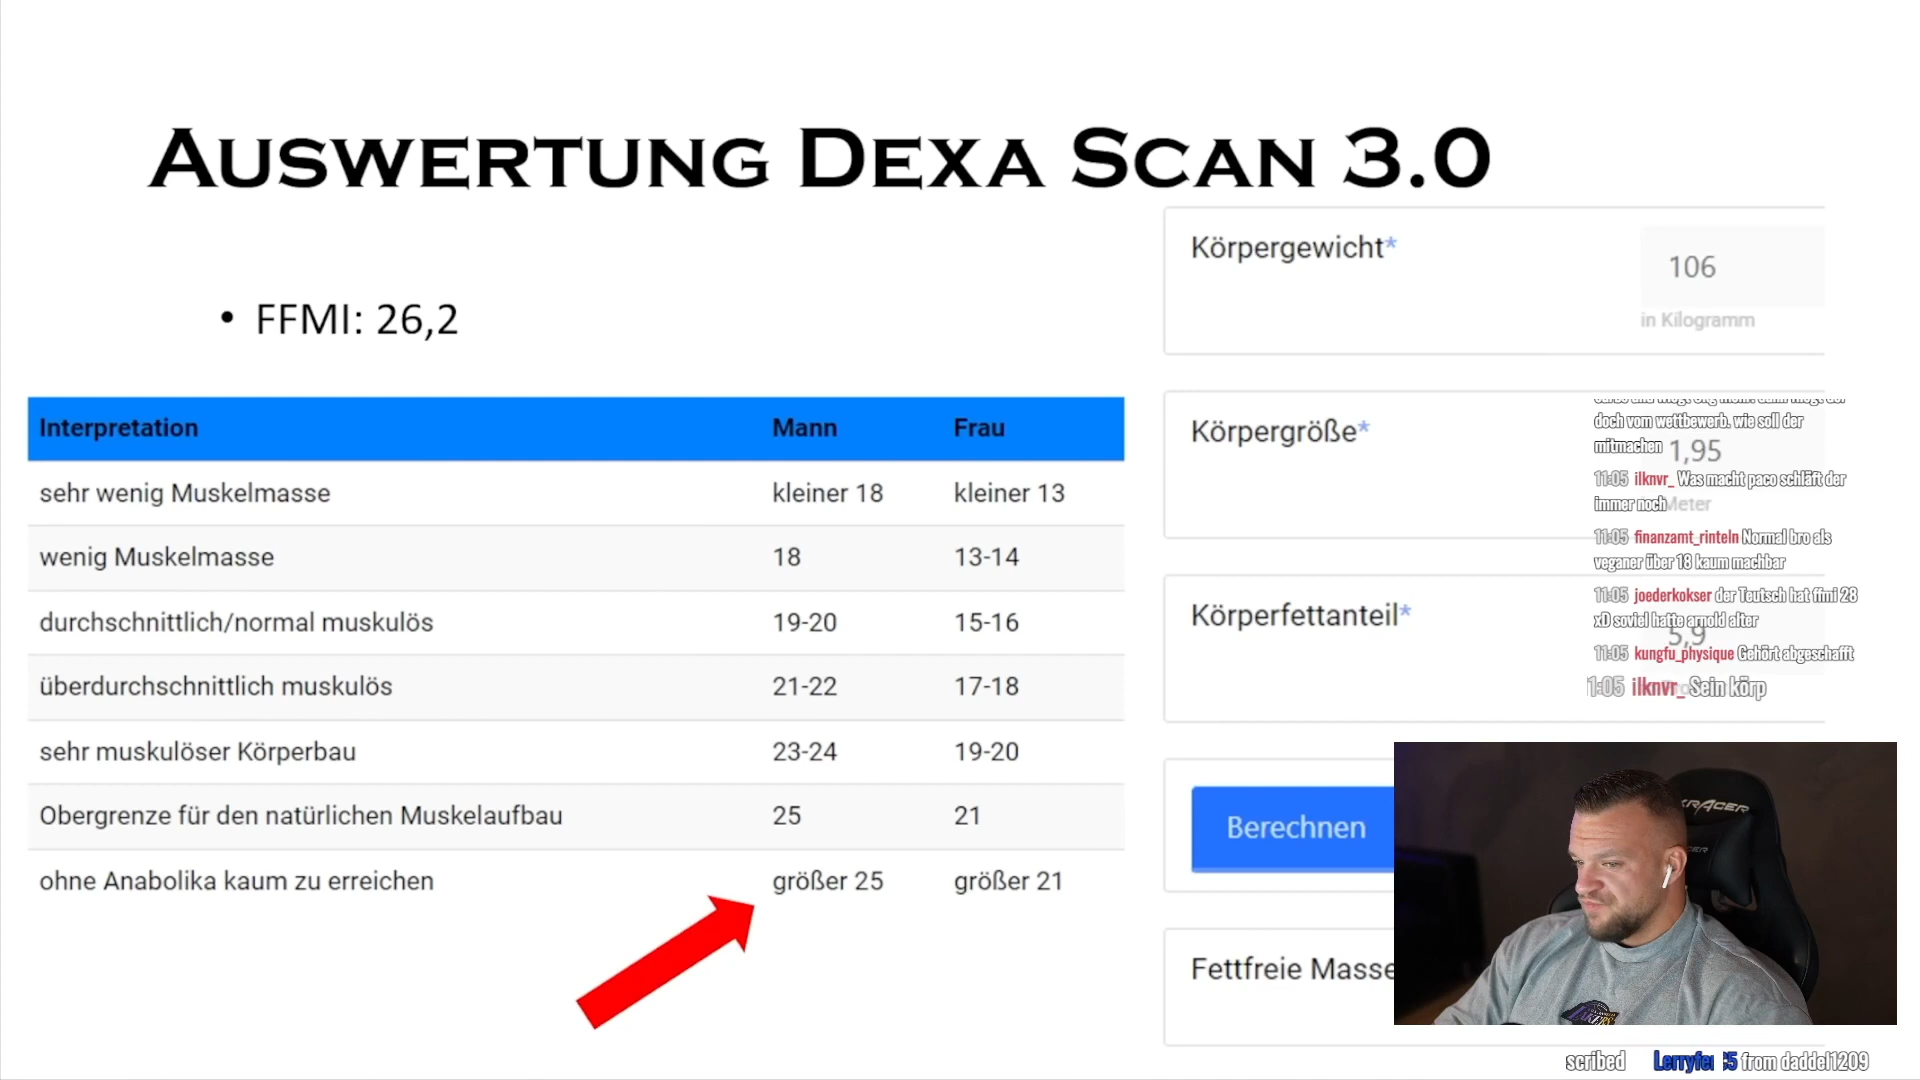 AUSWERTUNG DEXA SCAN 3.0
• FFMI: 26,2
Interpretation Mann Frau
sehr wenig Muskelmasse kleiner 18 kleiner 13
wenig Muskelmasse 18 13-14
durchschnittlich/normal muskulös 19-20 15-16
überdurchschnittlich muskulös 21-22 17-18
sehr muskulöser Körperbau 23-24 19-20
Obergrenze für den natürlichen Muskelaufbau 25 21
ohne Anabolika kaum zu erreichen größer 25 größer 21
Körpergewicht*
106
in Kilogramm
Körpergröße*
1,95
Meter
Körperfettanteil*
5,9
Berechnen
Fettfreie Masse
doch vom wettbewerb. wie soll der
mitmachen
11:05 ilknvr_ Was macht paco schläft der
immer noch
11:05 finanzamt_rinteln Normal bro als
veganer über 18 kaum machbar
11:05 joederkokser der Teutsch hat ffmi 28
xD soviel hatte arnold alter
11:05 kungfu_physique Gehört abgeschafft
1:05 ilknvr_ Sein körp
LAKERS
scribed from daddel1209